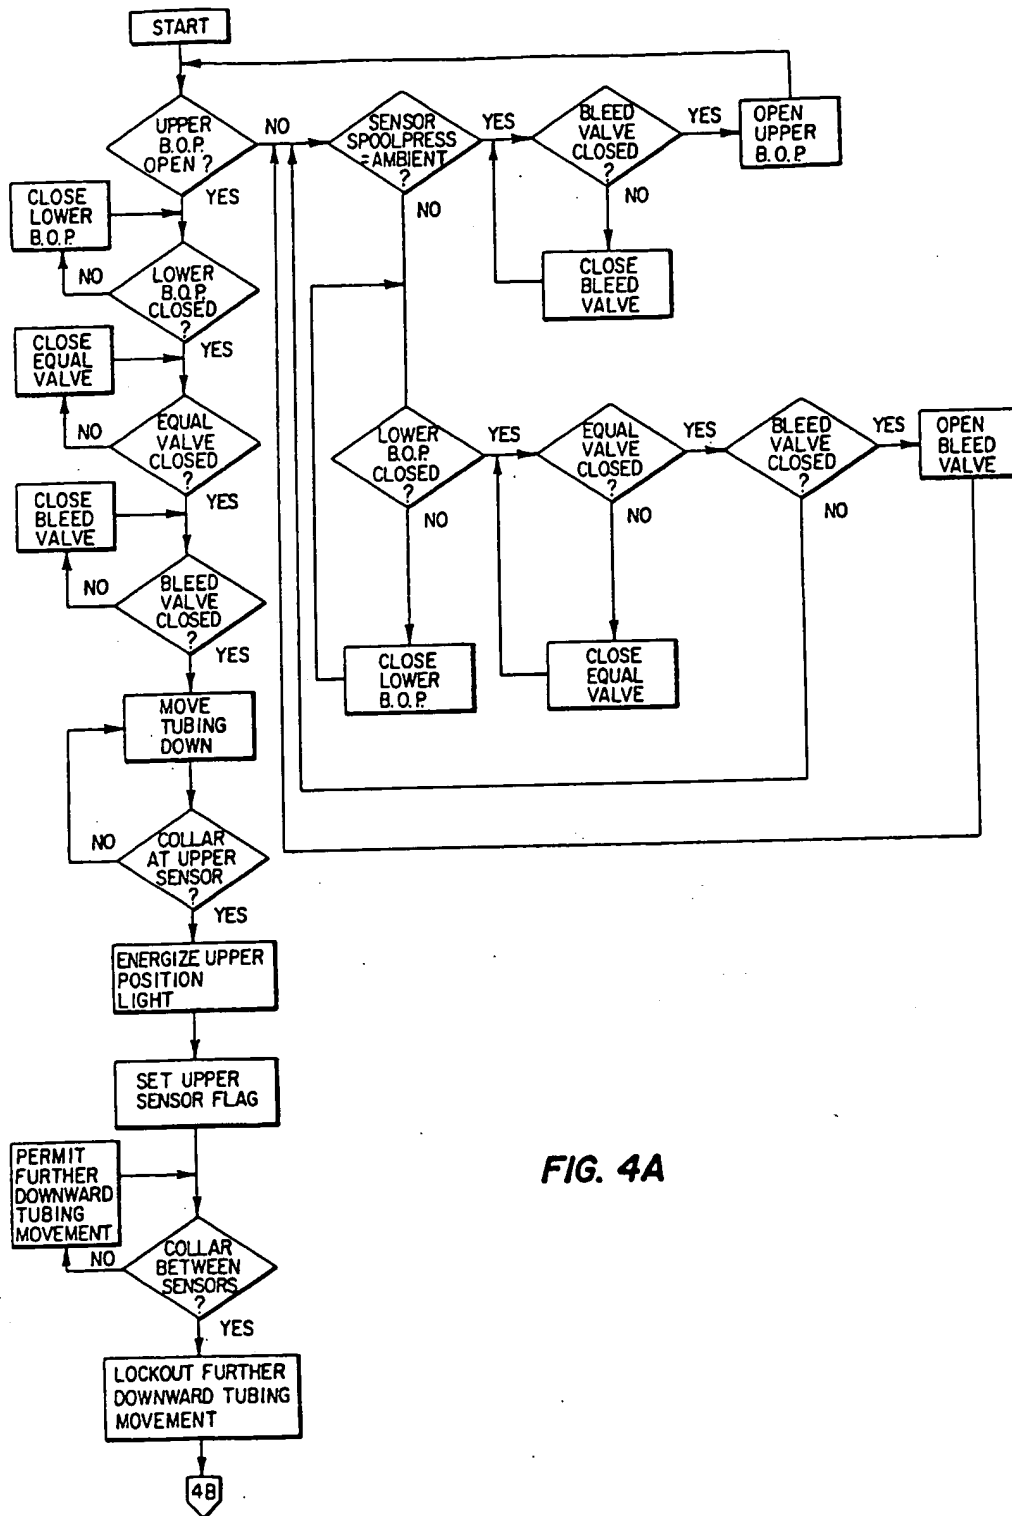 START
UPPER
B.O.P.
OPEN ?
NO
YES
SENSOR
SPOOLPRESS
=AMBIENT
?
YES
NO
BLEED
VALVE
CLOSED
?
YES
NO
OPEN
UPPER
B.O.P.
CLOSE
BLEED
VALVE
CLOSE
LOWER
B.O.P.
NO
LOWER
B.O.P.
CLOSED
?
YES
CLOSE
EQUAL
VALVE
NO
EQUAL
VALVE
CLOSED
?
YES
CLOSE
BLEED
VALVE
NO
BLEED
VALVE
CLOSED
?
YES
LOWER
B.O.P.
CLOSED
?
YES
NO
EQUAL
VALVE
CLOSED
?
YES
NO
BLEED
VALVE
CLOSED
?
YES
NO
OPEN
BLEED
VALVE
CLOSE
LOWER
B.O.P.
CLOSE
EQUAL
VALVE
MOVE
TUBING
DOWN
NO
COLLAR
AT UPPER
SENSOR
?
YES
ENERGIZE UPPER
POSITION
LIGHT
SET UPPER
SENSOR FLAG
PERMIT
FURTHER
DOWNWARD
TUBING
MOVEMENT
NO
COLLAR
BETWEEN
SENSORS
?
YES
LOCKOUT FURTHER
DOWNWARD TUBING
MOVEMENT
4B
FIG. 4A